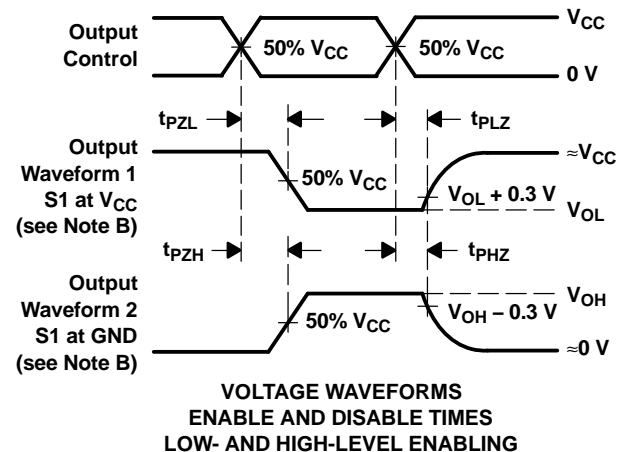 Output
Control
50% VCC
50% VCC
VCC
0 V
tPZL
tPLZ
Output
Waveform 1
S1 at VCC
(see Note B)
50% VCC
≈VCC
VOL + 0.3 V
VOL
tPZH
tPHZ
Output
Waveform 2
S1 at GND
(see Note B)
50% VCC
VOH
VOH − 0.3 V
≈0 V
VOLTAGE WAVEFORMS
ENABLE AND DISABLE TIMES
LOW- AND HIGH-LEVEL ENABLING